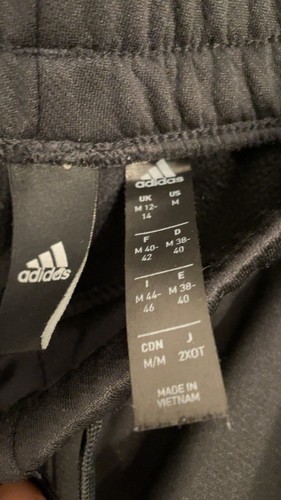 adidas
adidas
UK US
M 12- M
14
F D
M 40- M 38-
42 40
I E
M 44- M 38-
46 40
CDN J
M/M 2XOT
MADE IN
VIETNAM